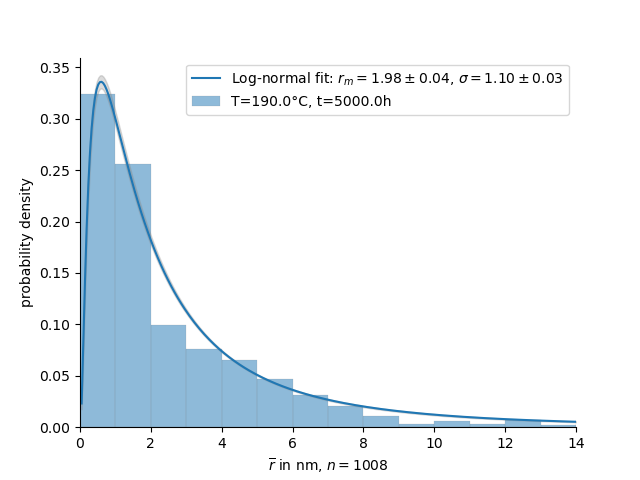 Log-normal fit: r_m = 1.98 ± 0.04, σ = 1.10 ± 0.03
T=190.0°C, t=5000.0h
probability density
0.35
0.30
0.25
0.20
0.15
0.10
0.05
0.00
0 2 4 6 8 10 12 14
r̅ in nm, n = 1008